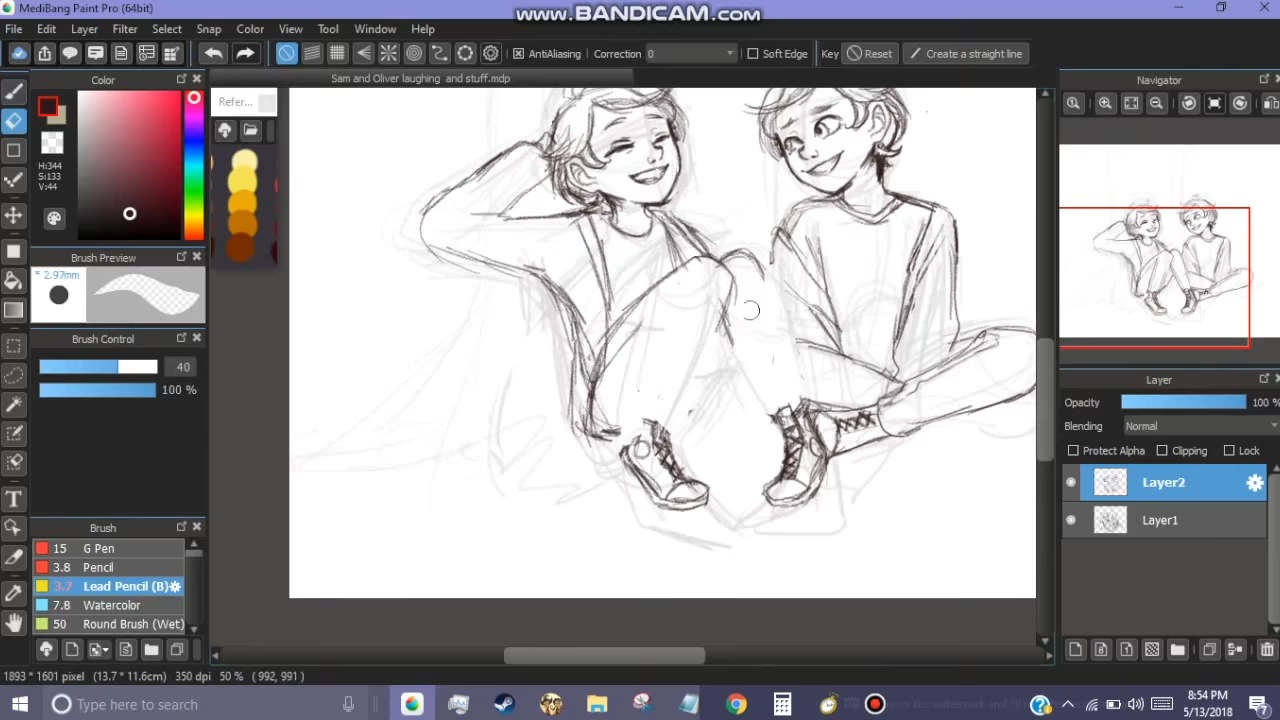 MediBang Paint Pro (64bit)
www.BANDICAM.com
File Edit Layer Filter Select Snap Color View Tool Window Help
AntiAliasing Correction 0 Soft Edge Key Reset Create a straight line
Color
Sam and Oliver laughing and stuff.mdp
Navigator
Refer...
H:344
S:133
V:44
Brush Preview
* 2.97mm
Brush Control
40
100 %
Layer
Opacity 100 %
Blending Normal
Protect Alpha Clipping Lock
Layer2
Layer1
Brush
15 G Pen
3.8 Pencil
3.7 Lead Pencil (B)
7.8 Watercolor
50 Round Brush (Wet)
1893 * 1601 pixel (13.7 * 11.6cm) 350 dpi 50 % ( 992, 991 )
Type here to search
8:54 PM
5/13/2018